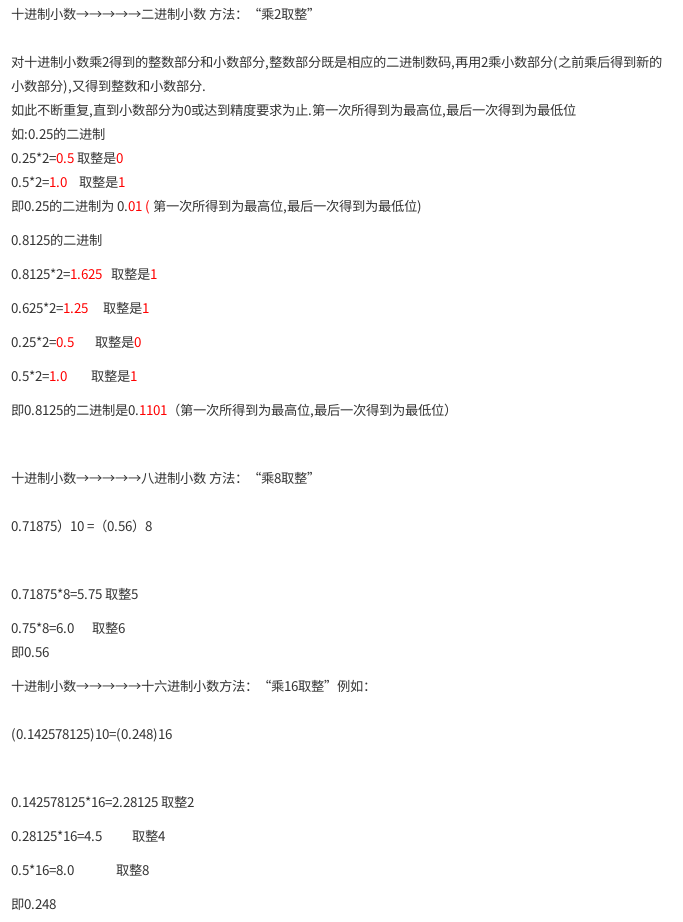 十进制小数→→→→→二进制小数 方法：“乘2取整”
对十进制小数乘2得到的整数部分和小数部分,整数部分既是相应的二进制数码,再用2乘小数部分(之前乘后得到新的
小数部分),又得到整数和小数部分.
如此不断重复,直到小数部分为0或达到精度要求为止.第一次所得到为最高位,最后一次得到为最低位
如:0.25的二进制
0.25*2=0.5 取整是0
0.5*2=1.0 取整是1
即0.25的二进制为 0.01 ( 第一次所得到为最高位,最后一次得到为最低位)
0.8125的二进制
0.8125*2=1.625 取整是1
0.625*2=1.25 取整是1
0.25*2=0.5 取整是0
0.5*2=1.0 取整是1
即0.8125的二进制是0.1101（第一次所得到为最高位,最后一次得到为最低位）
十进制小数→→→→→八进制小数 方法：“乘8取整”
0.71875）10 =（0.56）8
0.71875*8=5.75 取整5
0.75*8=6.0 取整6
即0.56
十进制小数→→→→→十六进制小数方法：“乘16取整”例如：
(0.142578125)10=(0.248)16
0.142578125*16=2.28125 取整2
0.28125*16=4.5 取整4
0.5*16=8.0 取整8
即0.248